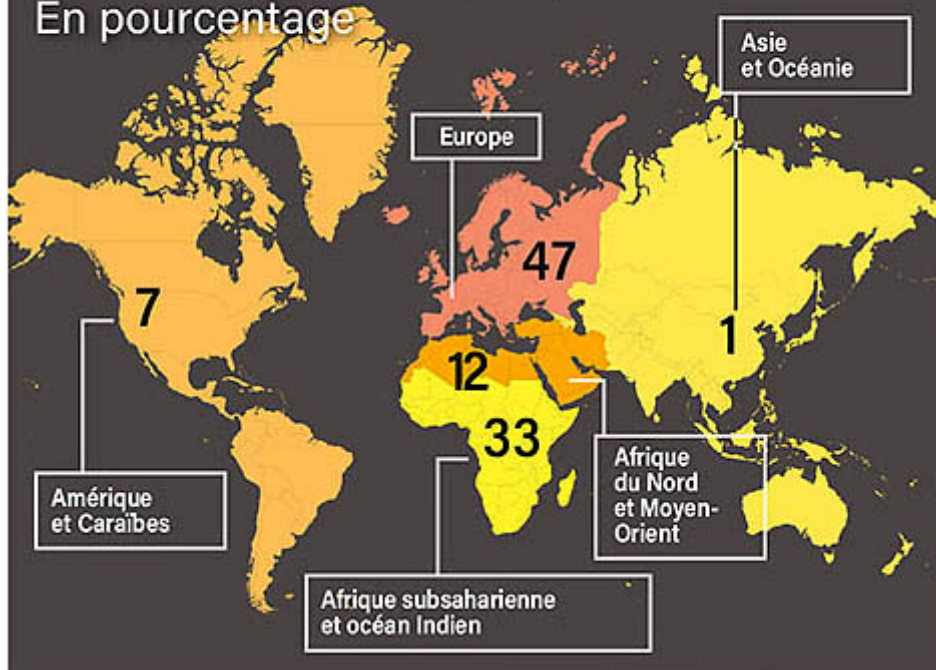 En pourcentage
Asie
et Océanie
Europe
47
7
1
12
33
Afrique
du Nord
et Moyen-
Orient
Amérique
et Caraïbes
Afrique subsaharienne
et océan Indien